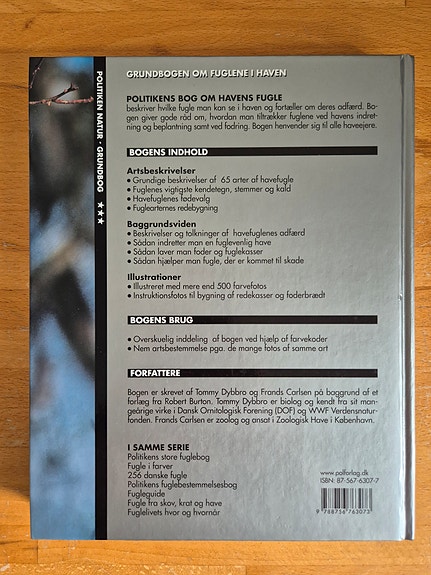 POLITIKEN NATUR · GRUNDBOG ★★★
GRUNDBOGEN OM FUGLENE I HAVEN
POLITIKENS BOG OM HAVENS FUGLE
beskriver hvilke fugle man kan se i haven og fortæller om deres adfærd. Bo-
gen giver gode råd om, hvordan man tiltrækker fuglene ved havens indret-
ning og beplantning samt ved fodring. Bogen henvender sig til alle haveejere.
BOGENS INDHOLD
Artsbeskrivelser
• Grundige beskrivelser af 65 arter af havefugle
• Fuglenes vigtigste kendetegn, stemmer og kald
• Havefuglenes fødevalg
• Fuglearternes redebygning
Baggrundsviden
• Beskrivelser og tolkninger af havefuglenes adfærd
• Sådan indretter man en fuglevenlig have
• Sådan laver man foder og fuglekasser
• Sådan hjælper man fugle, der er kommet til skade
Illustrationer
• Illustreret med mere end 500 farvefotos
• Instruktionsfotos til bygning af redekasser og foderbrædt
BOGENS BRUG
• Overskuelig inddeling af bogen ved hjælp af farvekoder
• Nem artsbestemmelse pga. de mange fotos af samme art
FORFATTERE
Bogen er skrevet af Tommy Dybbro og Frands Carlsen på baggrund af et
forlæg fra Robert Burton. Tommy Dybbro er biolog og kendt fra sit man-
geårige virke i Dansk Ornitologisk Forening (DOF) og WWF Verdensnatur-
fonden. Frands Carlsen er zoolog og ansat i Zoologisk Have i København.
I SAMME SERIE
Politikens store fuglebog
Fugle i farver
256 danske fugle
Politikens fuglebestemmelsesbog
Fugleguide
Fugle fra skov, krat og have
Fuglelivets hvor og hvornår
www.polforlag.dk
ISBN: 87-567-6307-7
9 788756 763073